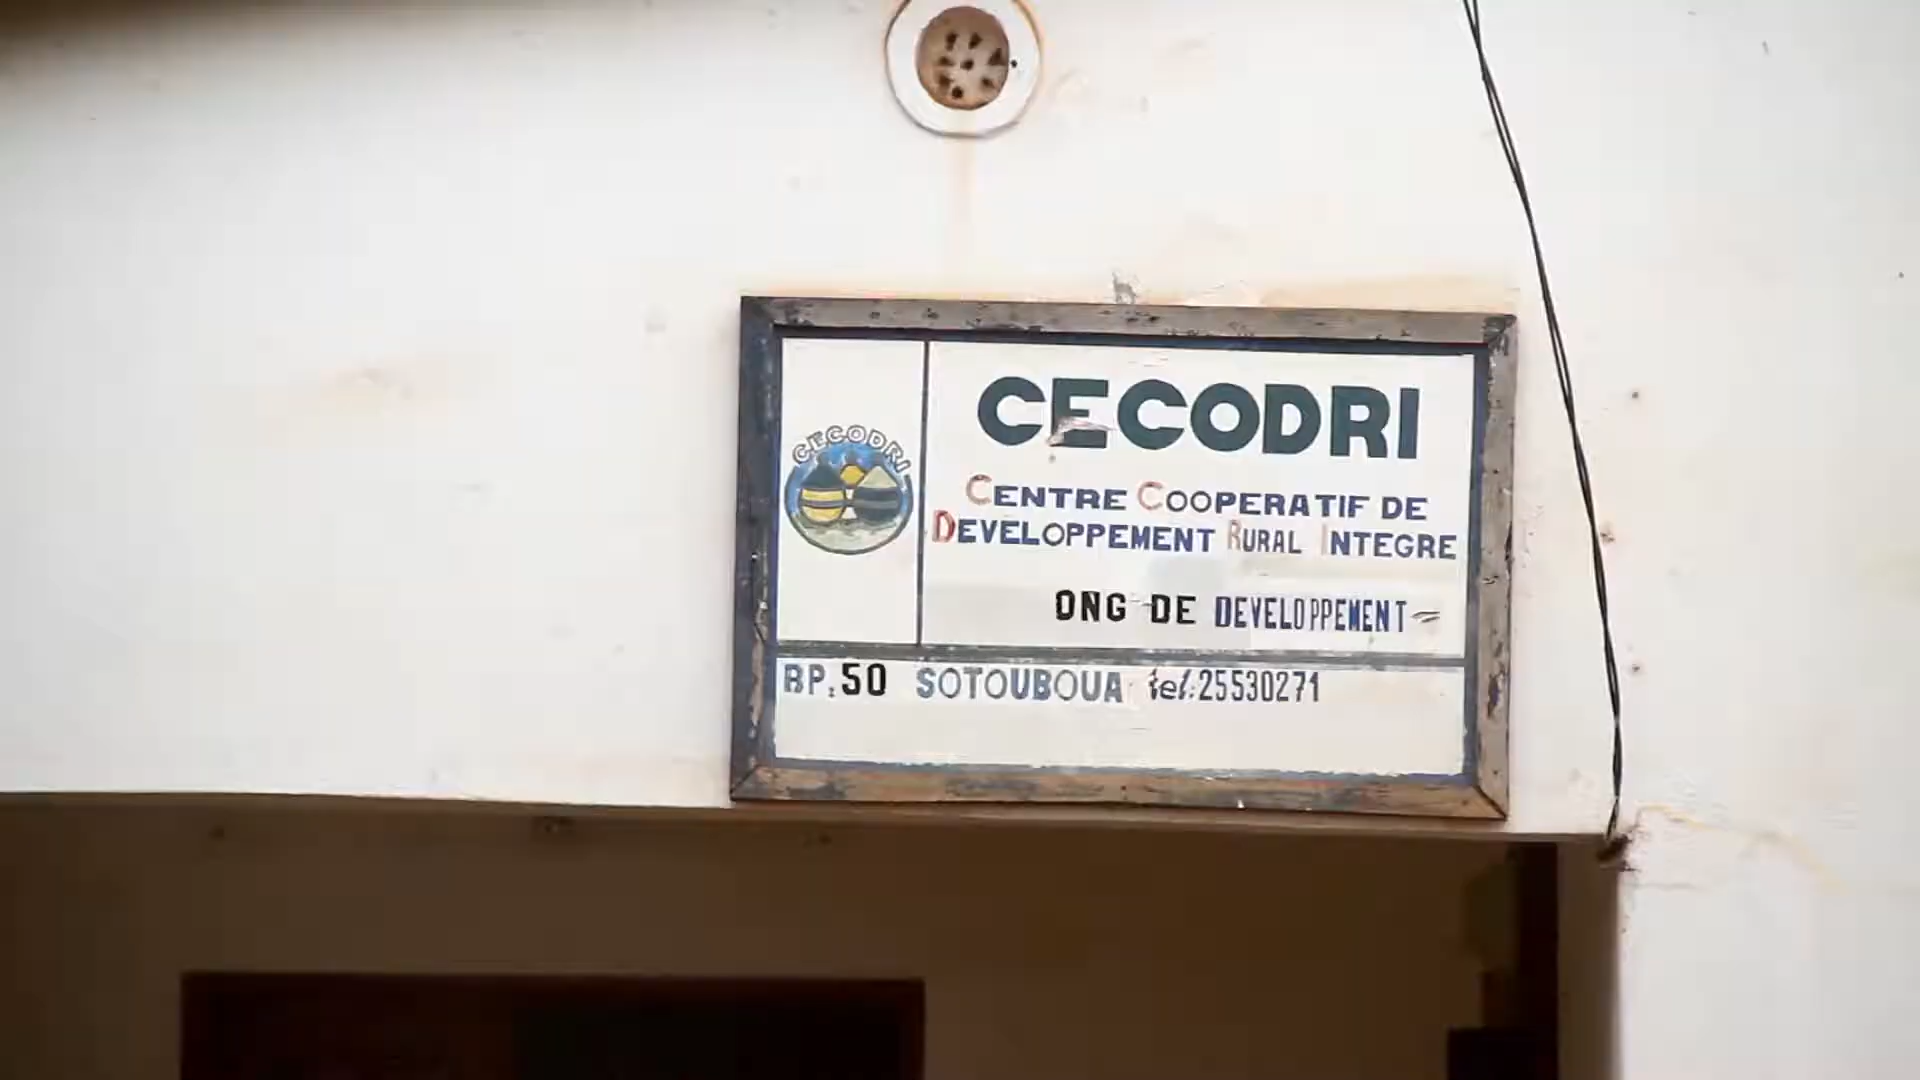 CECODRI
CECODRI
CENTRE COOPERATIF DE
DEVELOPPEMENT RURAL INTEGRE
ONG DE DEVELOPPEMENT
BP.50 SOTOUBOUA tel:25530271